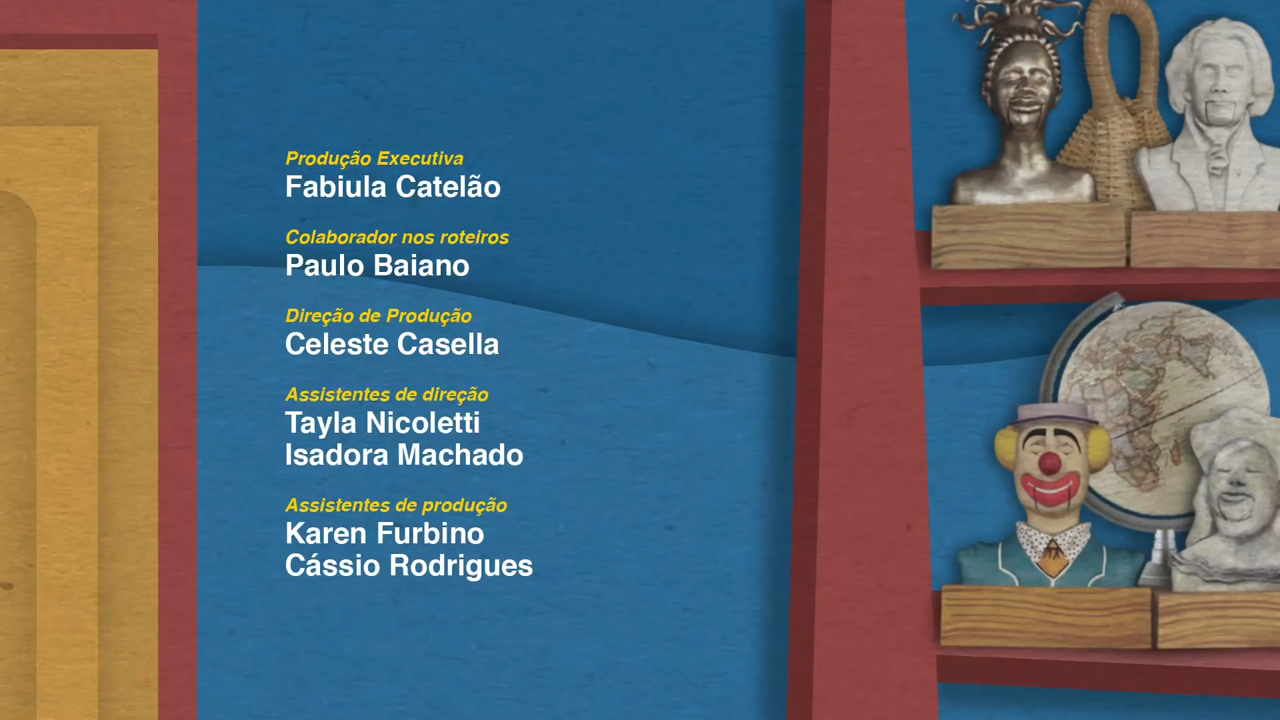 Produção Executiva
Fabiula Catelão
Colaborador nos roteiros
Paulo Baiano
Direção de Produção
Celeste Casella
Assistentes de direção
Tayla Nicoletti
Isadora Machado
Assistentes de produção
Karen Furbino
Cássio Rodrigues